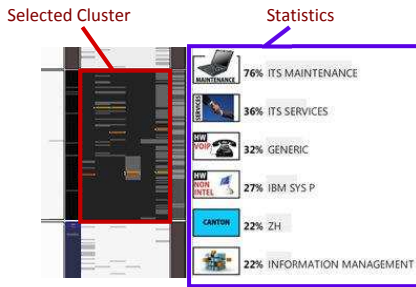 Selected Cluster
Statistics
MAINTENANCE
76% ITS MAINTENANCE
SERVICES
36% ITS SERVICES
HW
VOIP
32% GENERIC
HW
NON
INTEL
27% IBM SYS P
CANTON
22% ZH
22% INFORMATION MANAGEMENT